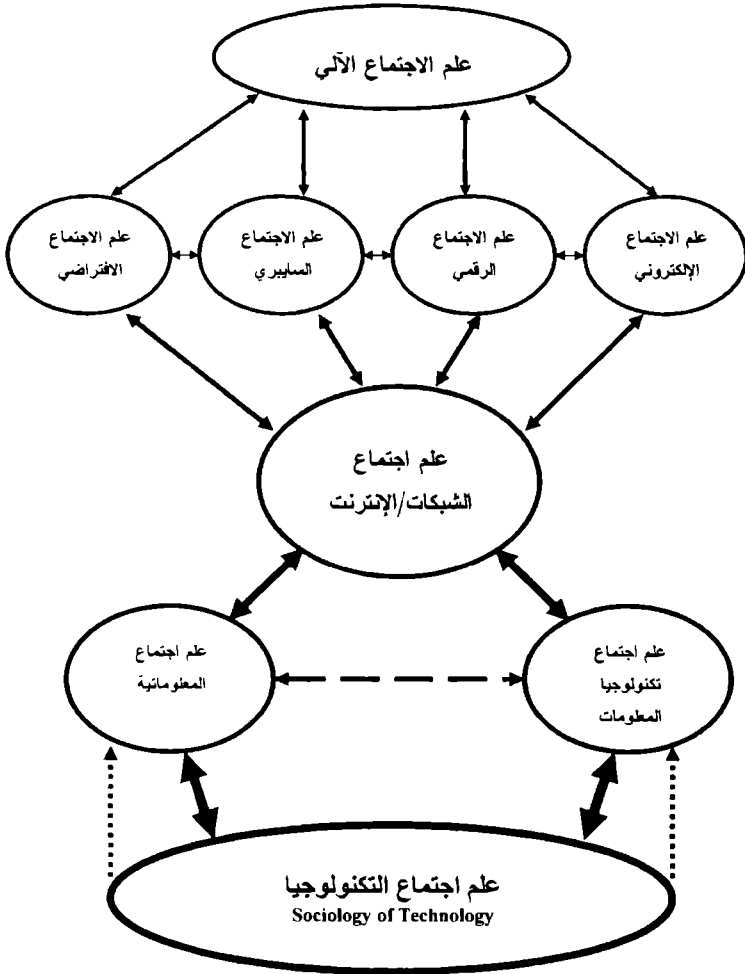 علم الاجتماع الآلي
علم الاجتماع
الإلكتروني
علم الاجتماع
الرقمي
علم الاجتماع
السايبري
علم الاجتماع
الافتراضي
علم اجتماع
الشبكات/الإنترنت
علم اجتماع
تكنولوجيا
المعلومات
علم اجتماع
المعلوماتية
علم اجتماع التكنولوجيا
Sociology of Technology